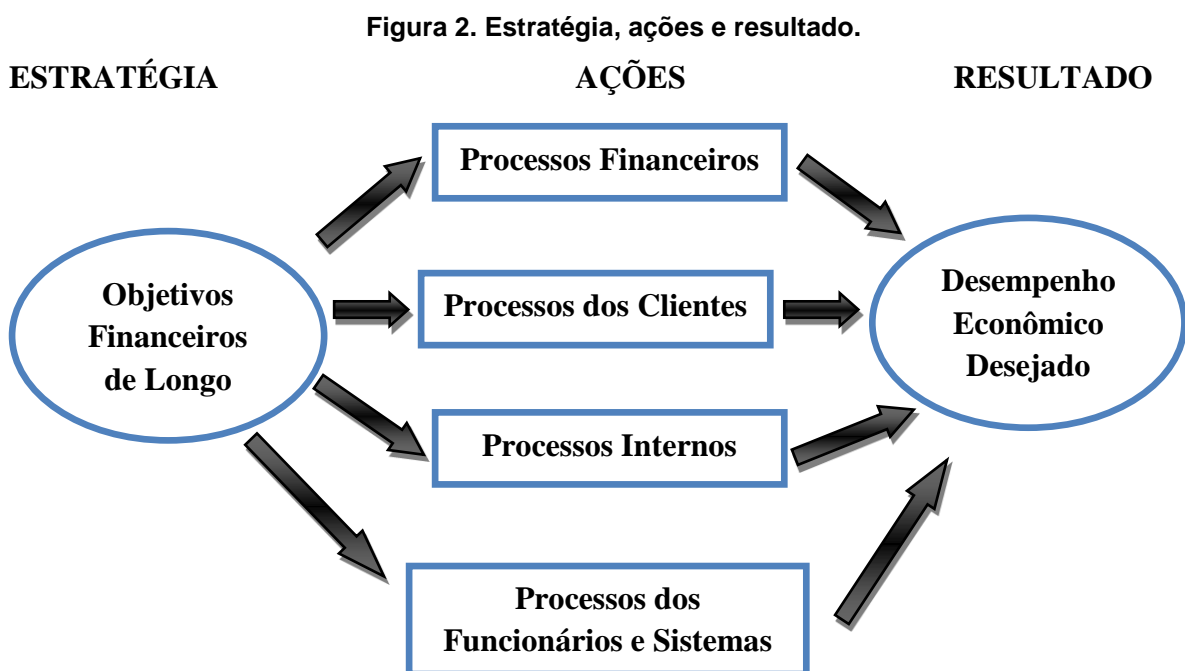 Figura 2. Estratégia, ações e resultado.
ESTRATÉGIA
AÇÕES
RESULTADO
Processos Financeiros
Objetivos
Financeiros
de Longo
Processos dos Clientes
Desempenho
Econômico
Desejado
Processos Internos
Processos dos
Funcionários e Sistemas